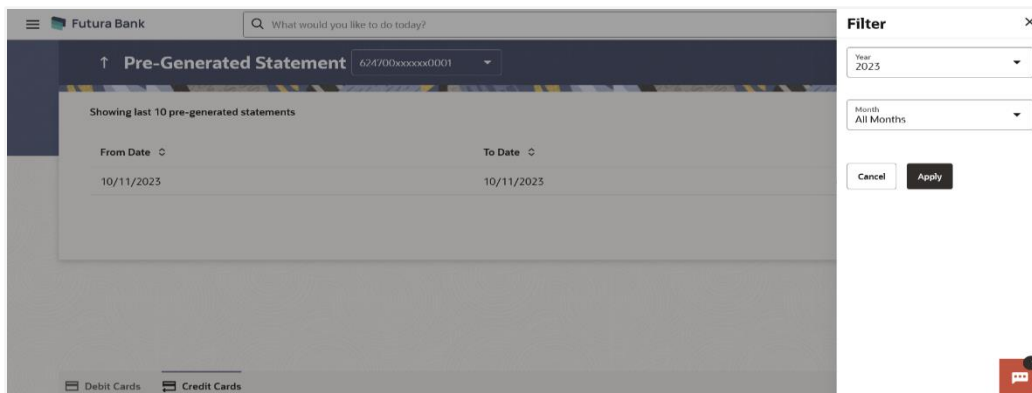 Futura Bank
What would you like to do today?
Filter
Pre-Generated Statement
624700xxxxxx0001
Year
2023
Month
All Months
Showing last 10 pre-generated statements
From Date
To Date
10/11/2023
10/11/2023
Cancel
Apply
Debit Cards
Credit Cards